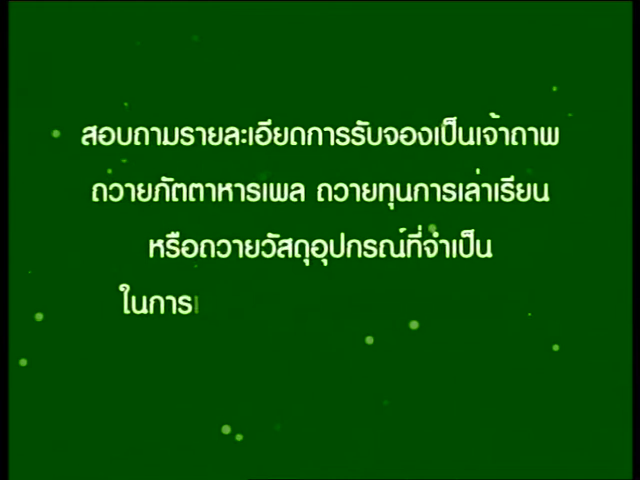 สอบถามรายละเอียดการรับจองเป็นเจ้าภาพ
ถวายภัตตาหารเพล ถวายทุนการเล่าเรียน
หรือถวายวัสดุอุปกรณ์ที่จำเป็น
ในการ